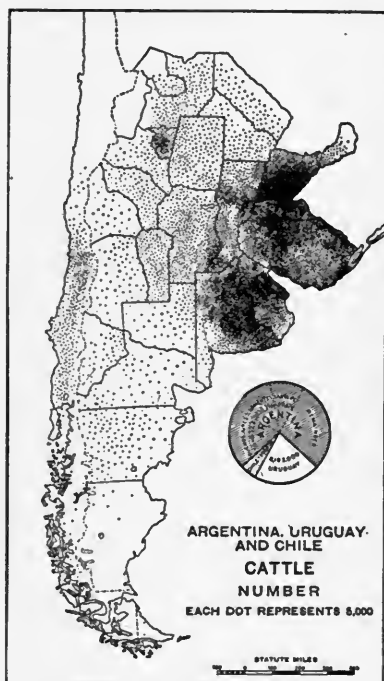 ARGENTINA
URUGUAY
ARGENTINA, URUGUAY
AND CHILE
CATTLE
NUMBER
EACH DOT REPRESENTS 5,000
STATUTE MILES